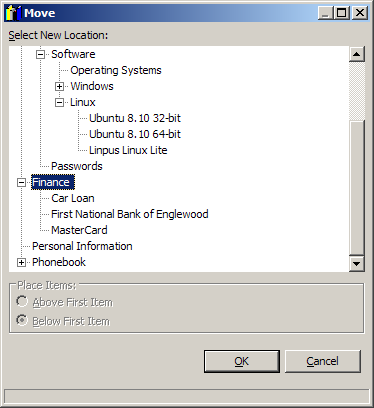 Move
Select New Location:
Software
Operating Systems
Windows
Linux
Ubuntu 8.10 32-bit
Ubuntu 8.10 64-bit
Linpus Linux Lite
Passwords
Finance
Car Loan
First National Bank of Englewood
MasterCard
Personal Information
Phonebook
Place Items:
Above First Item
Below First Item
OK Cancel